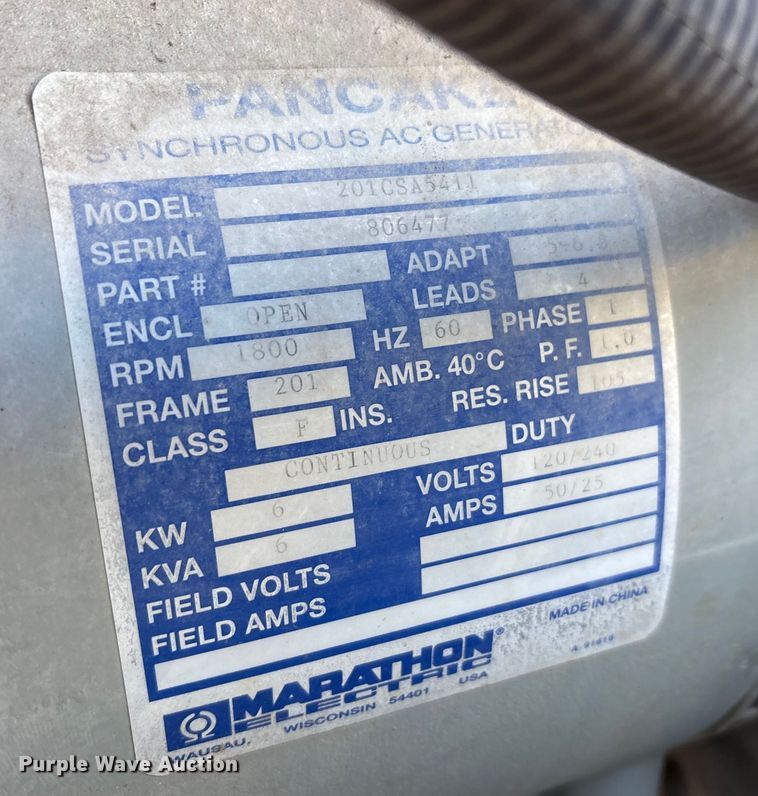 PANCAKE
SYNCHRONOUS AC GENERATO
MODEL 201CSA5411
SERIAL 806477
PART # ADAPT
ENCL OPEN LEADS 4
RPM 1800 HZ 60 PHASE 1
FRAME 201 AMB. 40°C P. F. 1.0
CLASS F INS. RES. RISE 105
CONTINUOUS DUTY
KW 6 VOLTS 120/240
KVA 6 AMPS 50/25
FIELD VOLTS
FIELD AMPS
MARATHON® MADE IN CHINA
ELECTRIC
WAUSAU, WISCONSIN 54401 USA
Purple Wave Auction